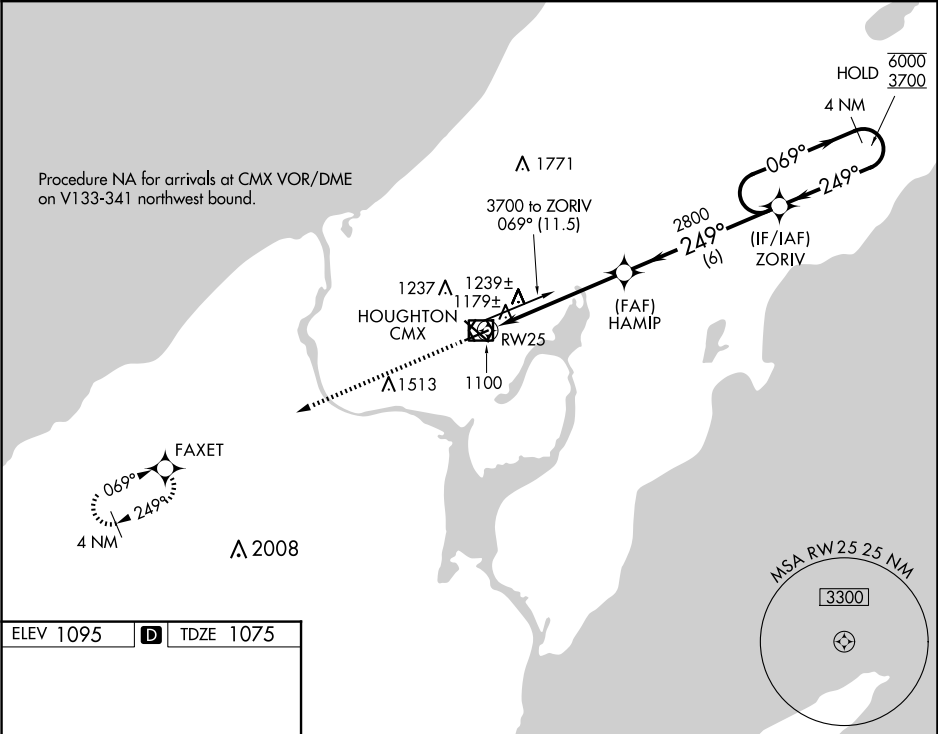 HOLD 6000
3700
4 NM
069°
249°
1771
Procedure NA for arrivals at CMX VOR/DME
on V133-341 northwest bound.
3700 to ZORIV
069° (11.5)
2800
249°
(6)
(IF/IAF)
ZORIV
(FAF)
HAMIP
1237
1239±
1179±
HOUGHTON
CMX
RW25
1513
1100
FAXET
069°
249°
4 NM
2008
MSA RW25 25 NM
3300
ELEV 1095 D TDZE 1075